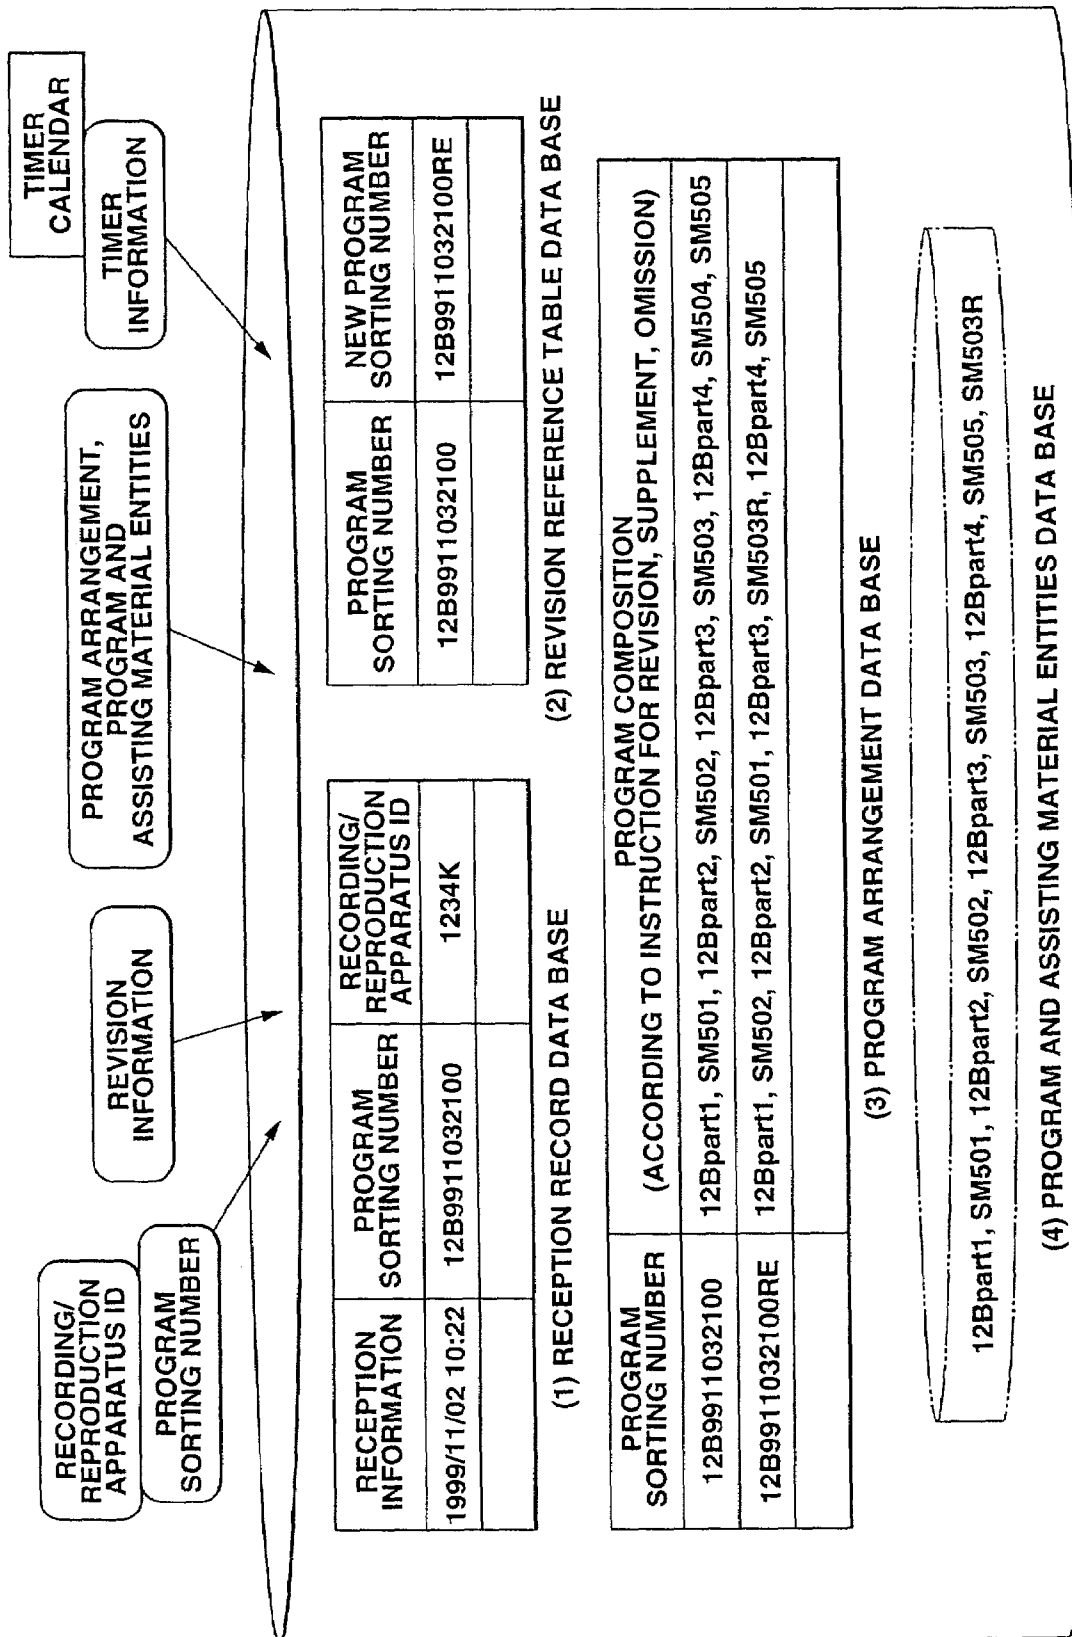 RECORDING/
REPRODUCTION
APPARATUS ID
PROGRAM
SORTING NUMBER
REVISION
INFORMATION
PROGRAM ARRANGEMENT,
PROGRAM AND
ASSISTING MATERIAL ENTITIES
TIMER
CALENDAR
TIMER
INFORMATION
RECEPTION
INFORMATION
PROGRAM
SORTING NUMBER
RECORDING/
REPRODUCTION
APPARATUS ID
1999/11/02 10:22
12B9911032100
1234K
(1) RECEPTION RECORD DATA BASE
PROGRAM
SORTING NUMBER
NEW PROGRAM
SORTING NUMBER
12B9911032100
12B9911032100RE
(2) REVISION REFERENCE TABLE DATA BASE
PROGRAM
SORTING NUMBER
PROGRAM COMPOSITION
(ACCORDING TO INSTRUCTION FOR REVISION, SUPPLEMENT, OMISSION)
12B9911032100
12Bpart1, SM501, 12Bpart2, SM502, 12Bpart3, SM503, 12Bpart4, SM504, SM505
12B9911032100RE
12Bpart1, SM502, 12Bpart2, SM501, 12Bpart3, SM503R, 12Bpart4, SM505
(3) PROGRAM ARRANGEMENT DATA BASE
12Bpart1, SM501, 12Bpart2, SM502, 12Bpart3, SM503, 12Bpart4, SM505, SM503R
(4) PROGRAM AND ASSISTING MATERIAL ENTITIES DATA BASE